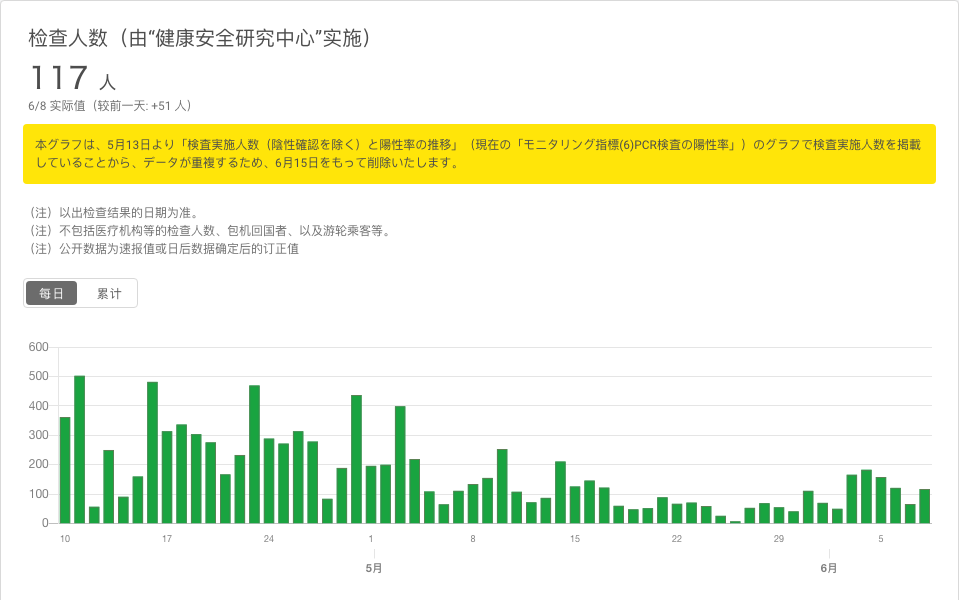 检查人数（由“健康安全研究中心”实施）
117 人
6/8 实际值（较前一天: +51 人）
本グラフは、5月13日より「検査実施人数（陰性確認を除く）と陽性率の推移」（現在の「モニタリング指標(6)PCR検査の陽性率」）のグラフで検査実施人数を掲載
していることから、データが重複するため、6月15日をもって削除いたします。
（注）以出检查结果的日期为准。
（注）不包括医疗机构等的检查人数、包机回国者、以及游轮乘客等。
（注）公开数据为速报值或日后数据确定后的订正值
每日 累计
600
500
400
300
200
100
0
10 17 24 1 8 15 22 29 5
5月 6月